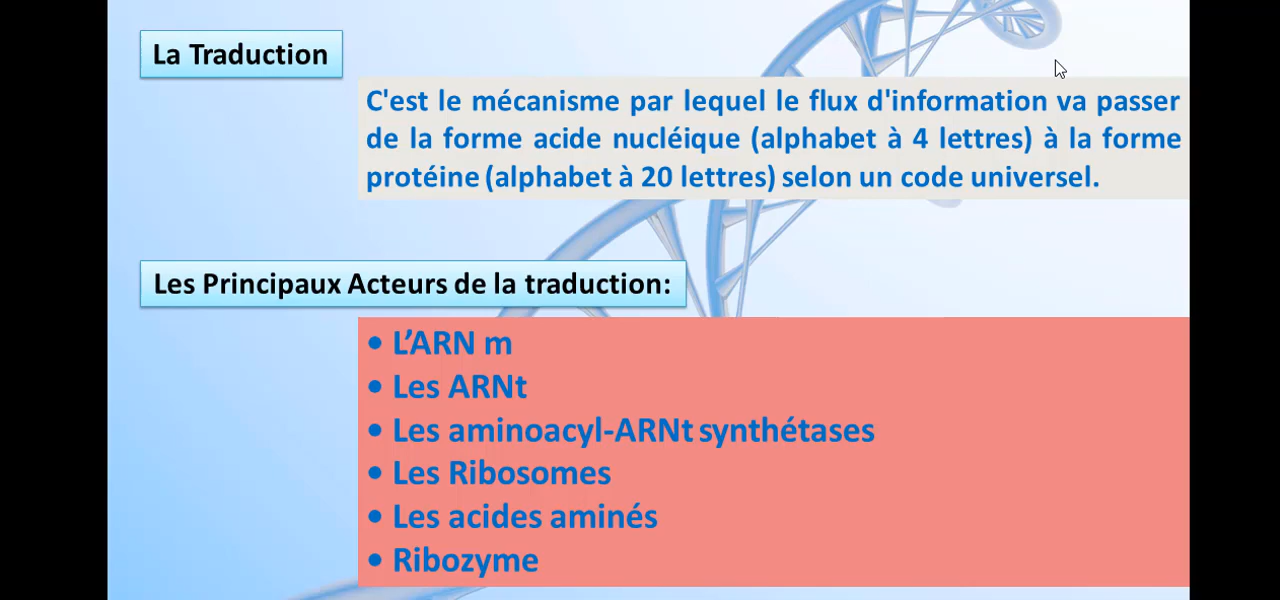 La Traduction
C'est le mécanisme par lequel le flux d'information va passer
de la forme acide nucléique (alphabet à 4 lettres) à la forme
protéine (alphabet à 20 lettres) selon un code universel.
Les Principaux Acteurs de la traduction:
• L’ARN m
• Les ARNt
• Les aminoacyl-ARNt synthétases
• Les Ribosomes
• Les acides aminés
• Ribozyme